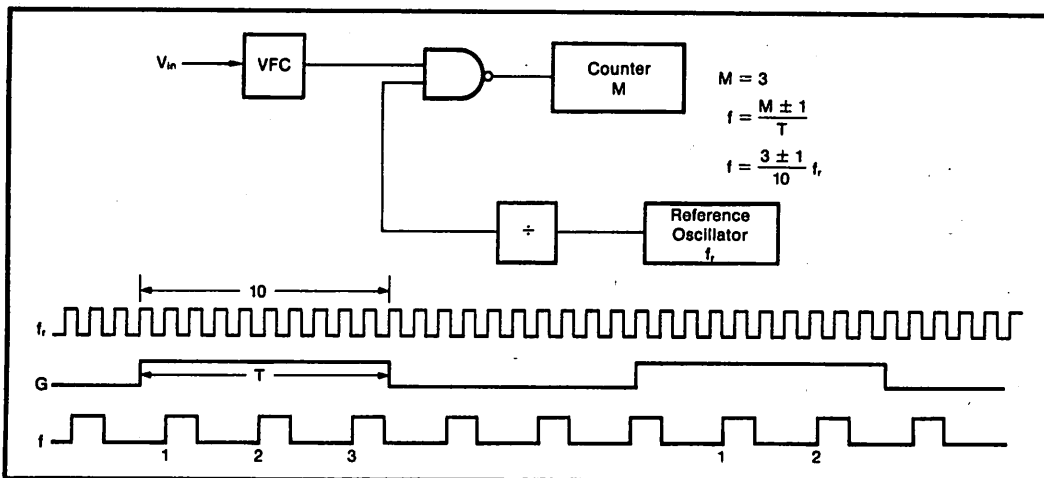 V_in
VFC
Counter
M
M = 3
f = (M ± 1)/T
f = (3 ± 1)/10 f_r
÷
Reference
Oscillator
f_r
10
f_r
G
T
f
1 2 3 1 2